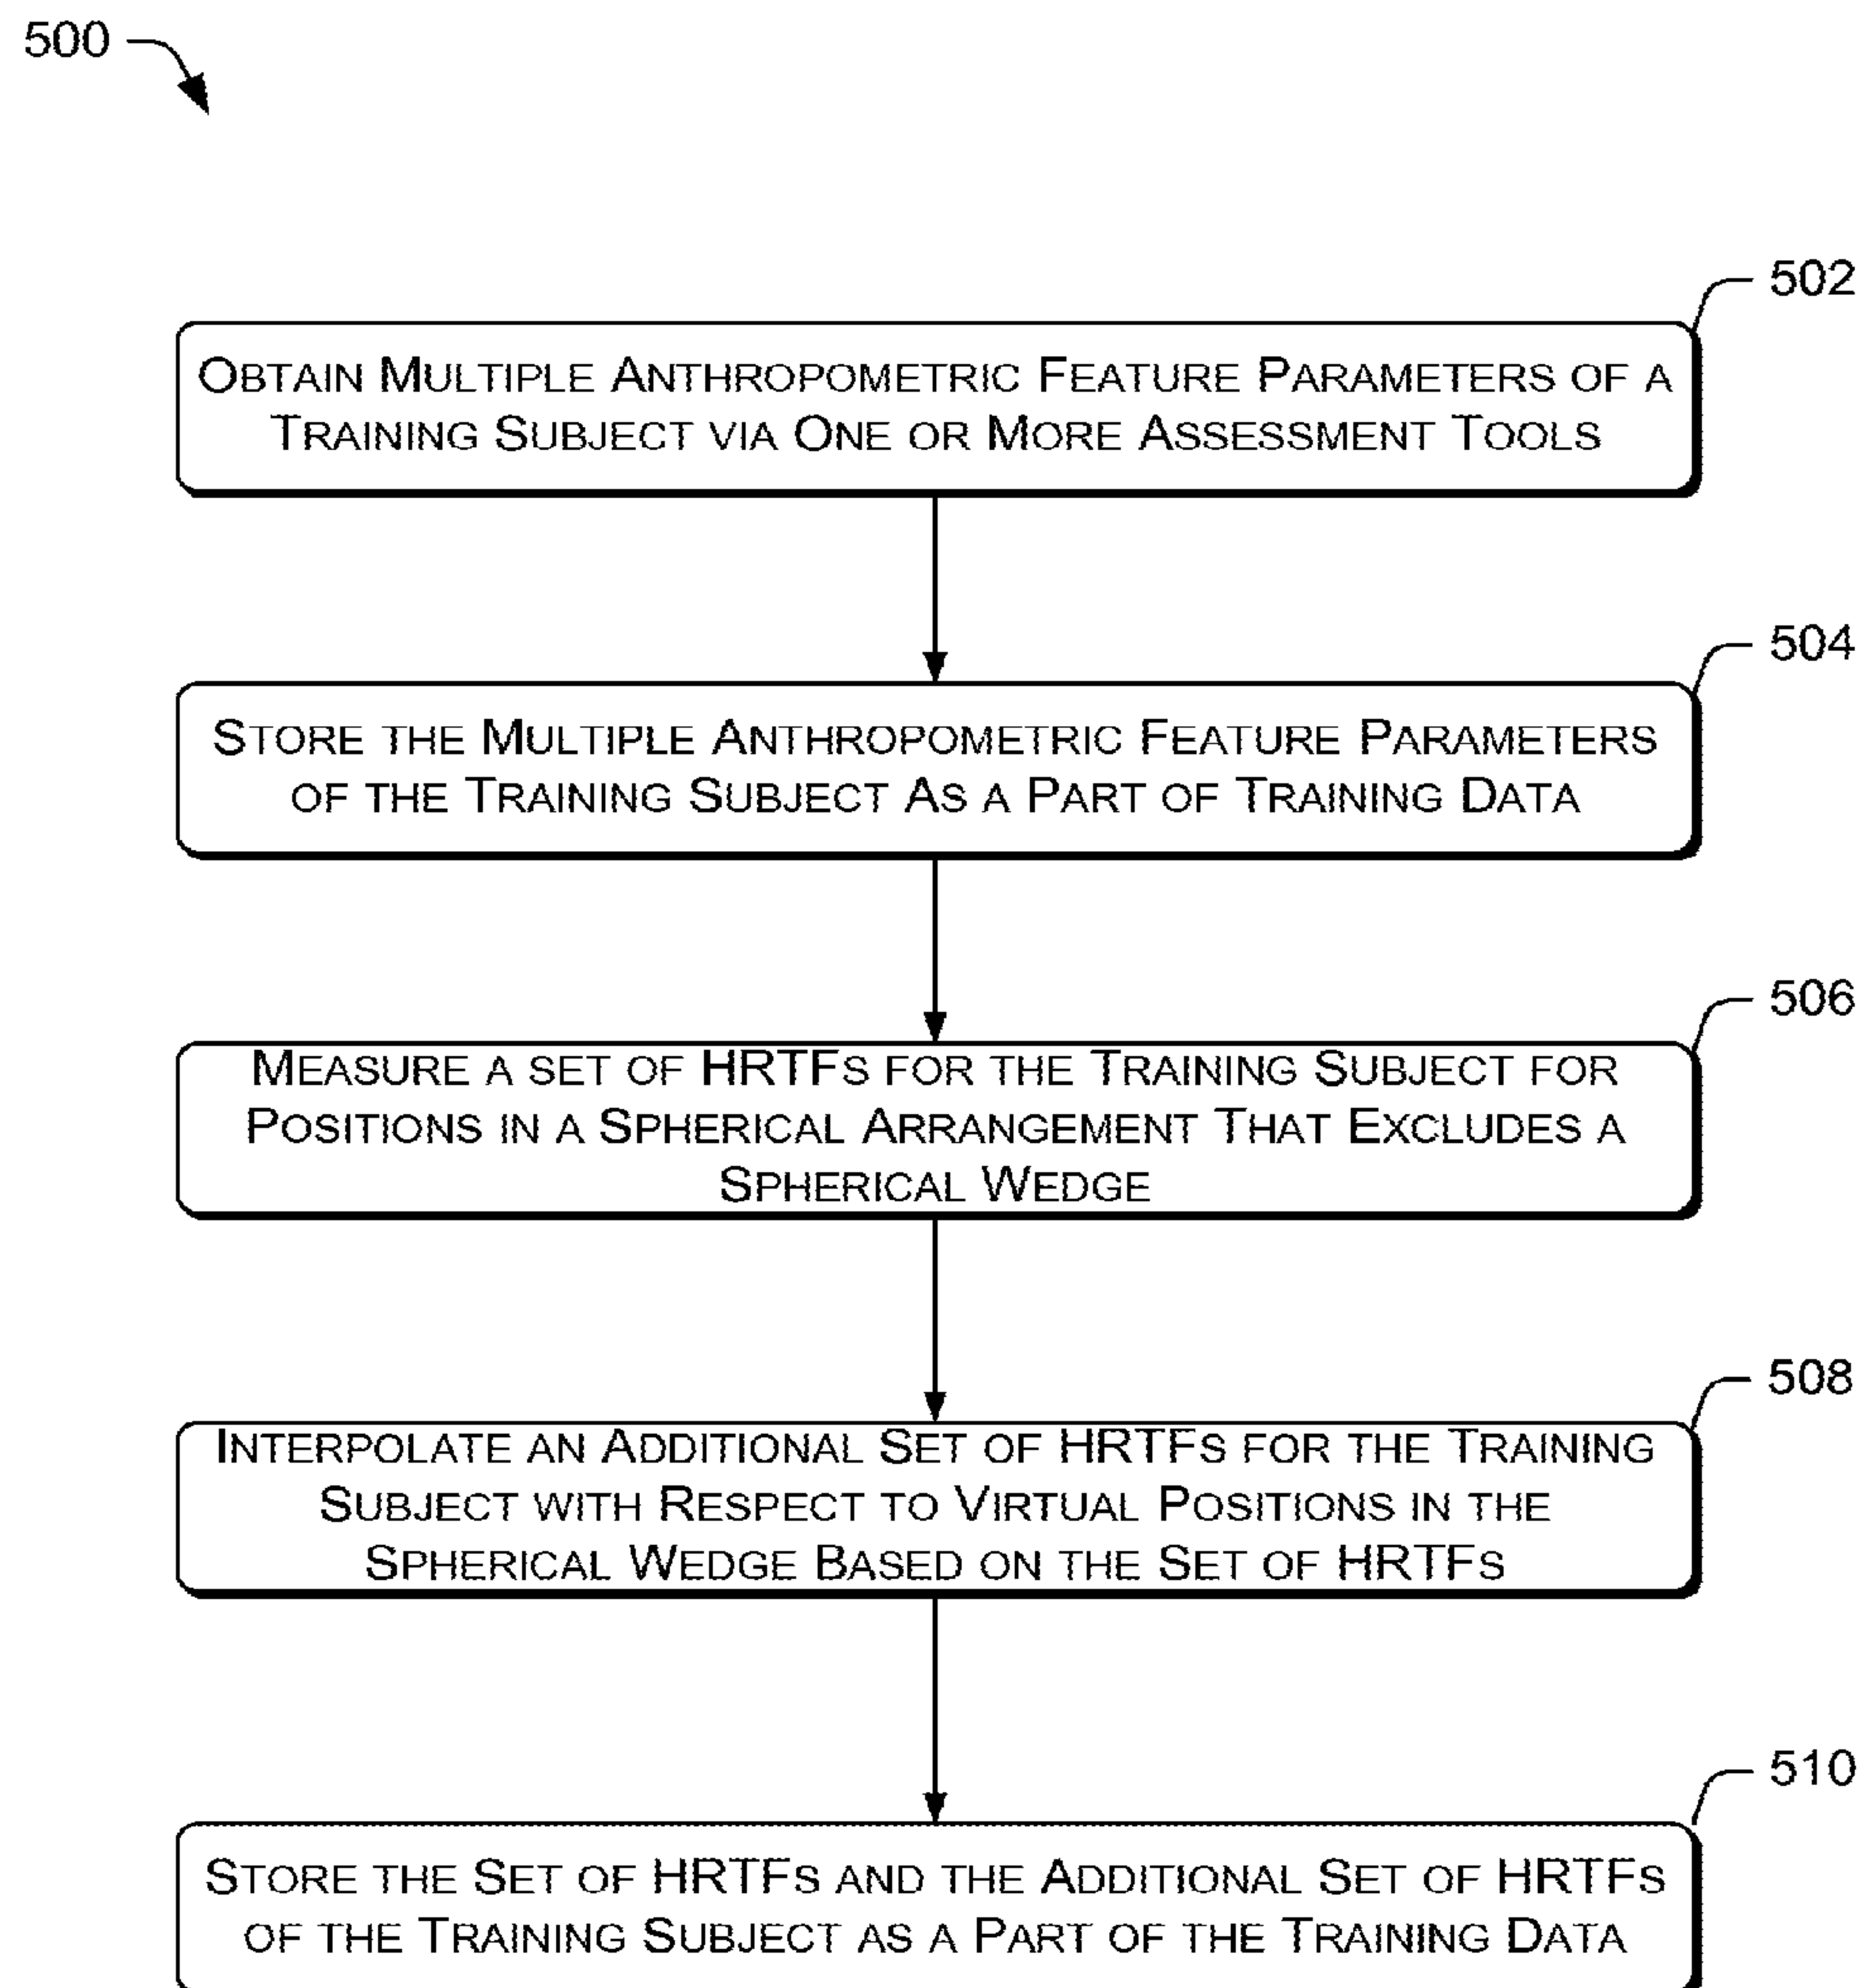 500
502
OBTAIN MULTIPLE ANTHROPOMETRIC FEATURE PARAMETERS OF A
TRAINING SUBJECT VIA ONE OR MORE ASSESSMENT TOOLS
504
STORE THE MULTIPLE ANTHROPOMETRIC FEATURE PARAMETERS
OF THE TRAINING SUBJECT AS A PART OF TRAINING DATA
506
MEASURE A SET OF HRTFS FOR THE TRAINING SUBJECT FOR
POSITIONS IN A SPHERICAL ARRANGEMENT THAT EXCLUDES A
SPHERICAL WEDGE
508
INTERPOLATE AN ADDITIONAL SET OF HRTFS FOR THE TRAINING
SUBJECT WITH RESPECT TO VIRTUAL POSITIONS IN THE
SPHERICAL WEDGE BASED ON THE SET OF HRTFS
510
STORE THE SET OF HRTFS AND THE ADDITIONAL SET OF HRTFS
OF THE TRAINING SUBJECT AS A PART OF THE TRAINING DATA